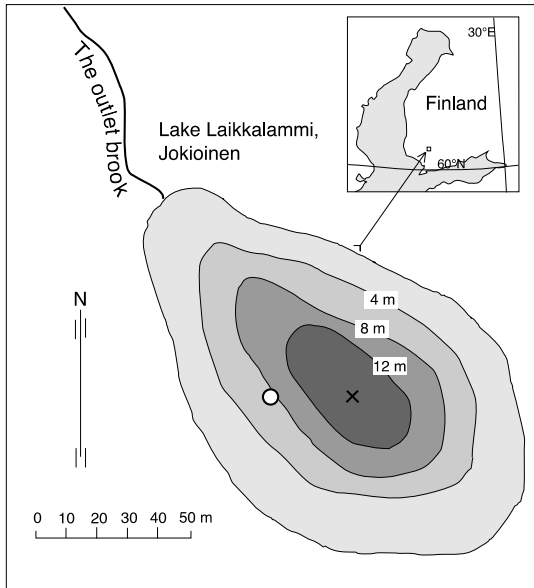 The outlet brook
Lake Laikkalammi,
Jokioinen
30°E
Finland
60°N
4 m
8 m
12 m
N
0 10 20 30 40 50 m